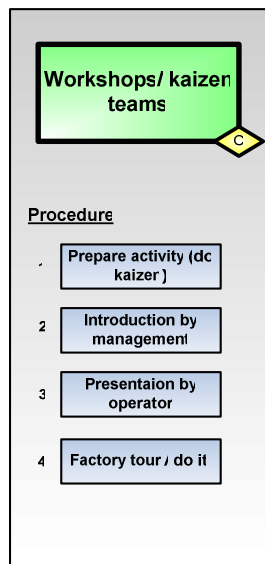 Workshops/ kaizen
teams
C
Procedure
1
Prepare activity (do
kaizen)
2
Introduction by
management
3
Presentaion by
operator
4
Factory tour / do it